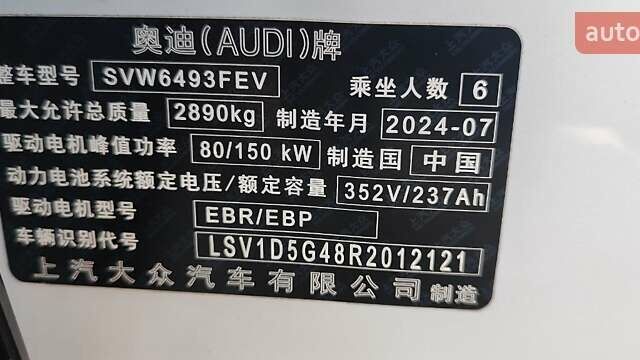 奥迪(AUDI)牌
auto
整车型号 SVW6493FEV 乘坐人数 6
最大允许总质量 2890kg 制造年月 2024-07
驱动电机峰值功率 80/150 kW 制造国 中国
动力电池系统额定电压/额定容量 352V/237Ah
驱动电机型号 EBR/EBP
车辆识别代号 LSV1D5G48R2012121
上汽大众汽车有限公司 制造